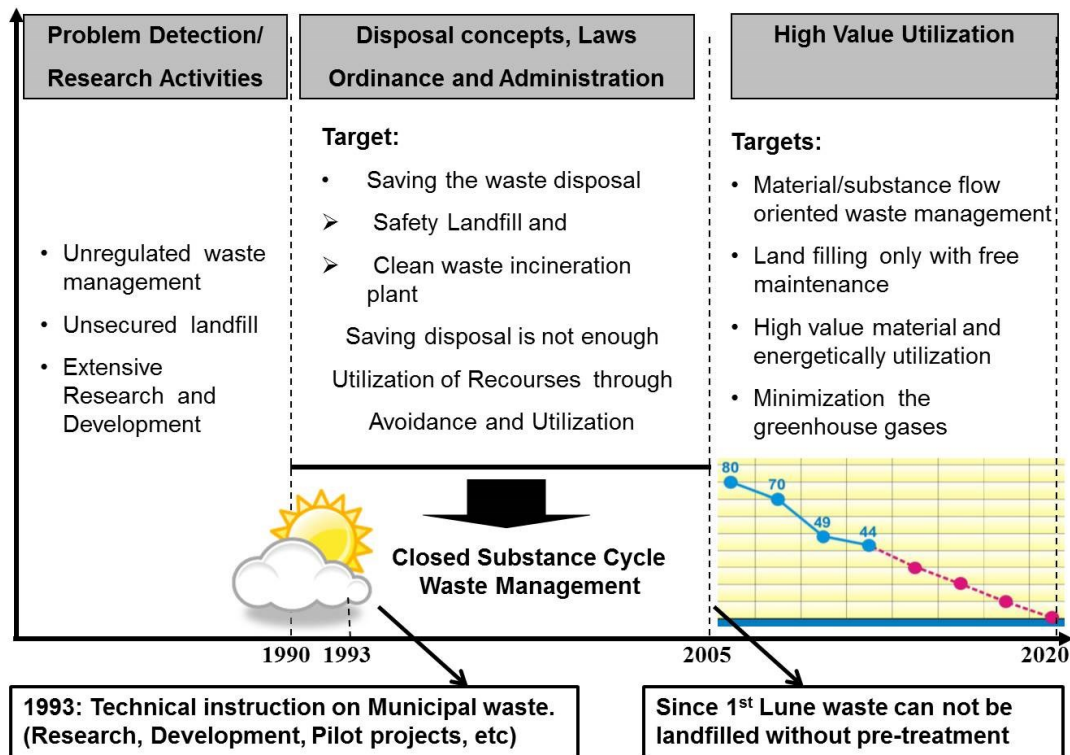 Problem Detection/
Research Activities
Disposal concepts, Laws
Ordinance and Administration
High Value Utilization
• Unregulated waste
management
• Unsecured landfill
• Extensive
Research and
Development
Target:
• Saving the waste disposal
➢ Safety Landfill and
➢ Clean waste incineration
plant
Saving disposal is not enough
Utilization of Recourses through
Avoidance and Utilization
Targets:
• Material/substance flow
oriented waste management
• Land filling only with free
maintenance
• High value material and
energetically utilization
• Minimization the
greenhouse gases
80
70
49
44
Closed Substance Cycle
Waste Management
1990
1993
2005
2020
1993: Technical instruction on Municipal waste.
(Research, Development, Pilot projects, etc)
Since 1st Lune waste can not be
landfilled without pre-treatment